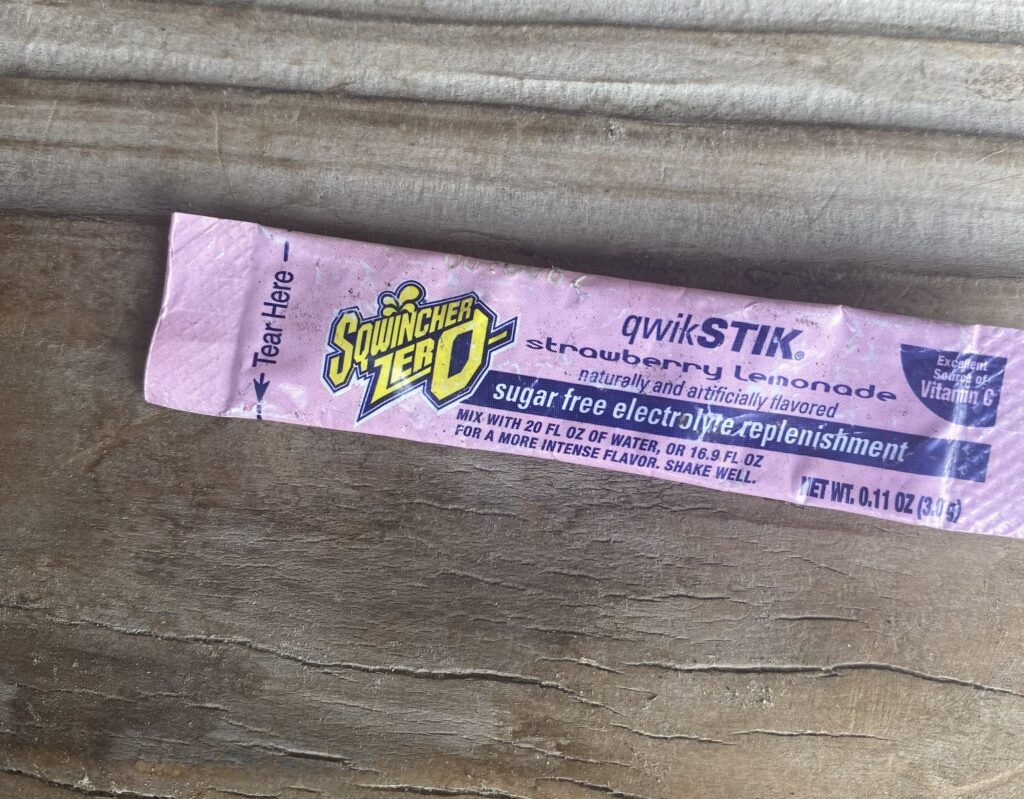 Tear Here
SQWINCHER
ZERO
qwikSTIK®
strawberry Lemonade
naturally and artificially flavored
sugar free electrolyte replenishment
MIX WITH 20 FL OZ OF WATER, OR 16.9 FL OZ
FOR A MORE INTENSE FLAVOR. SHAKE WELL.
NET WT. 0.11 OZ (3.0 g)
Excellent
Source of
Vitamin C